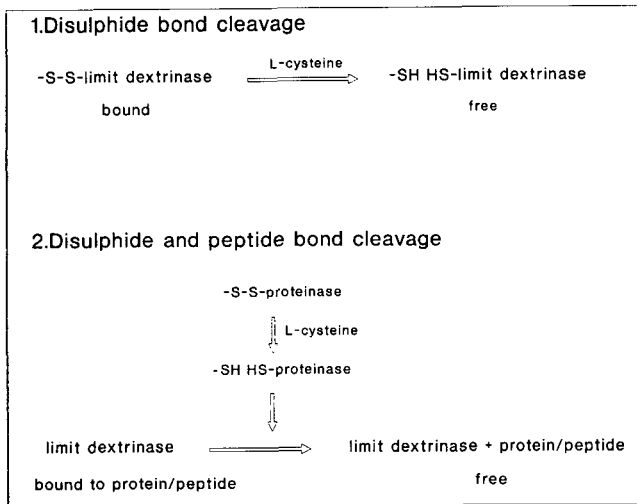 1.Disulphide bond cleavage
L-cysteine
-S-S-limit dextrinase
-SH HS-limit dextrinase
bound
free
2.Disulphide and peptide bond cleavage
-S-S-proteinase
L-cysteine
-SH HS-proteinase
limit dextrinase
limit dextrinase + protein/peptide
bound to protein/peptide
free